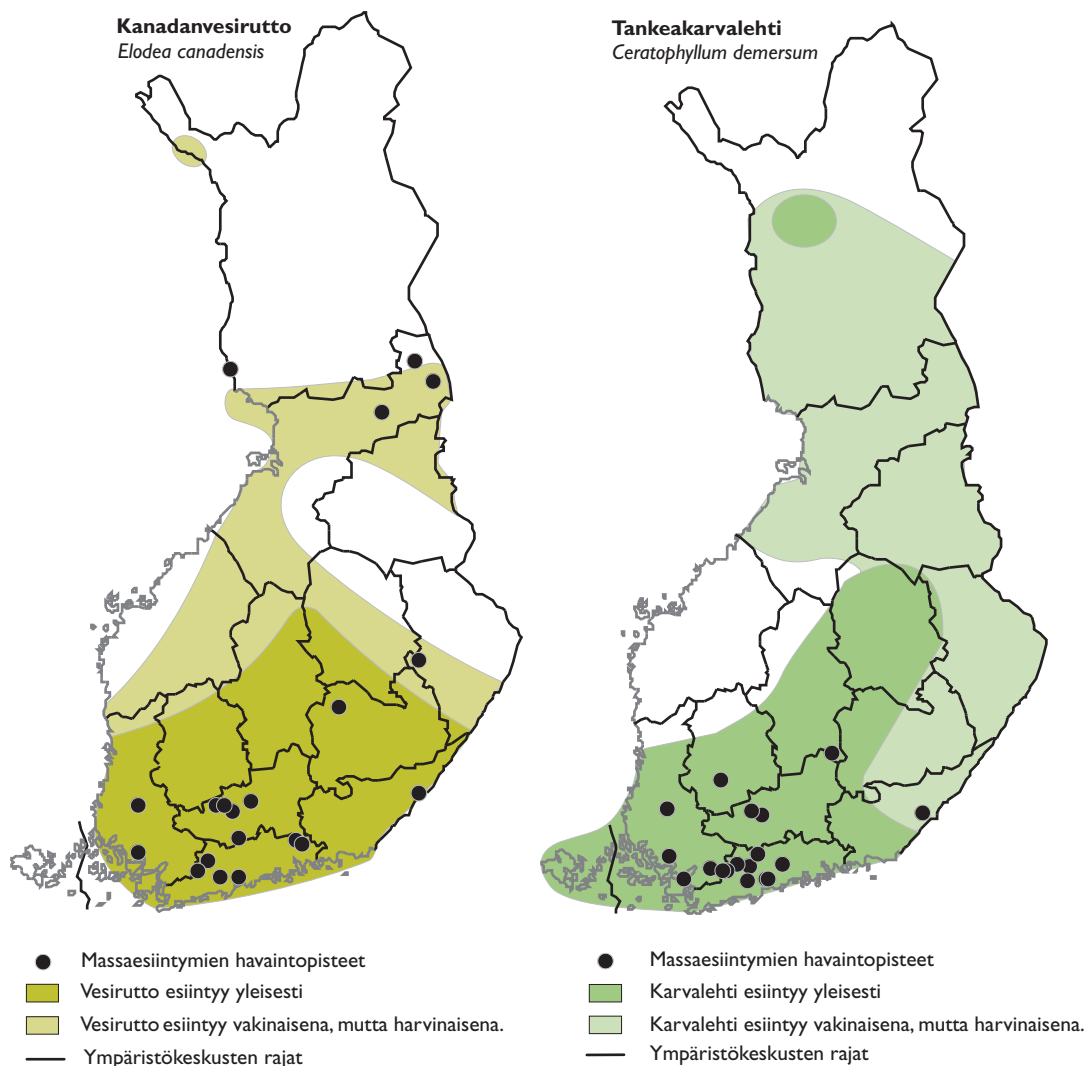 Kanadanvesirutto
Elodea canadensis
Massaesiintymien havaintopisteet
Vesirutto esiintyy yleisesti
Vesirutto esiintyy vakinaisena, mutta harvinaisena.
Ympäristökeskusten rajat
Tankeakarvalehti
Ceratophyllum demersum
Massaesiintymien havaintopisteet
Karvalehti esiintyy yleisesti
Karvalehti esiintyy vakinaisena, mutta harvinaisena.
Ympäristökeskusten rajat